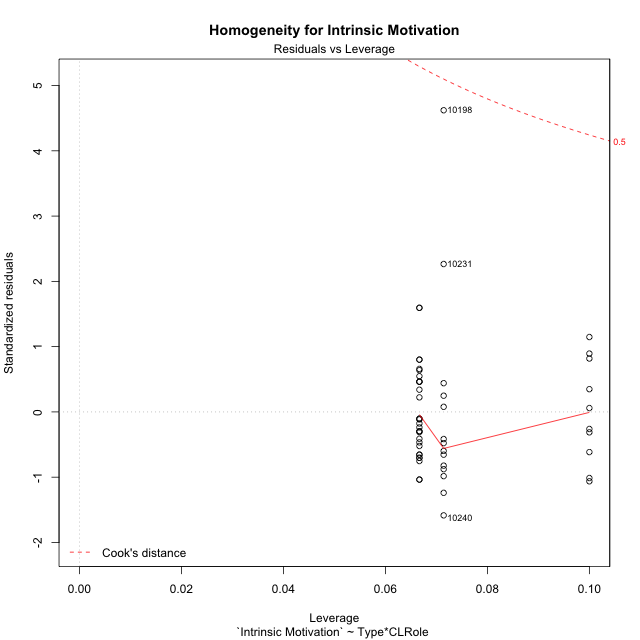 Homogeneity for Intrinsic Motivation
Residuals vs Leverage
5
4
3
2
1
0
-1
-2
Standardized residuals
10198
0.5
10231
10240
Cook's distance
0.00 0.02 0.04 0.06 0.08 0.10
Leverage
`Intrinsic Motivation` ~ Type*CLRole